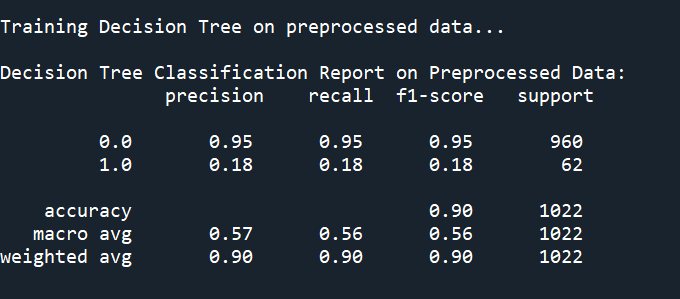 Training Decision Tree on preprocessed data...
Decision Tree Classification Report on Preprocessed Data:
precision recall f1-score support
0.0 0.95 0.95 0.95 960
1.0 0.18 0.18 0.18 62
accuracy 0.90 1022
macro avg 0.57 0.56 0.56 1022
weighted avg 0.90 0.90 0.90 1022